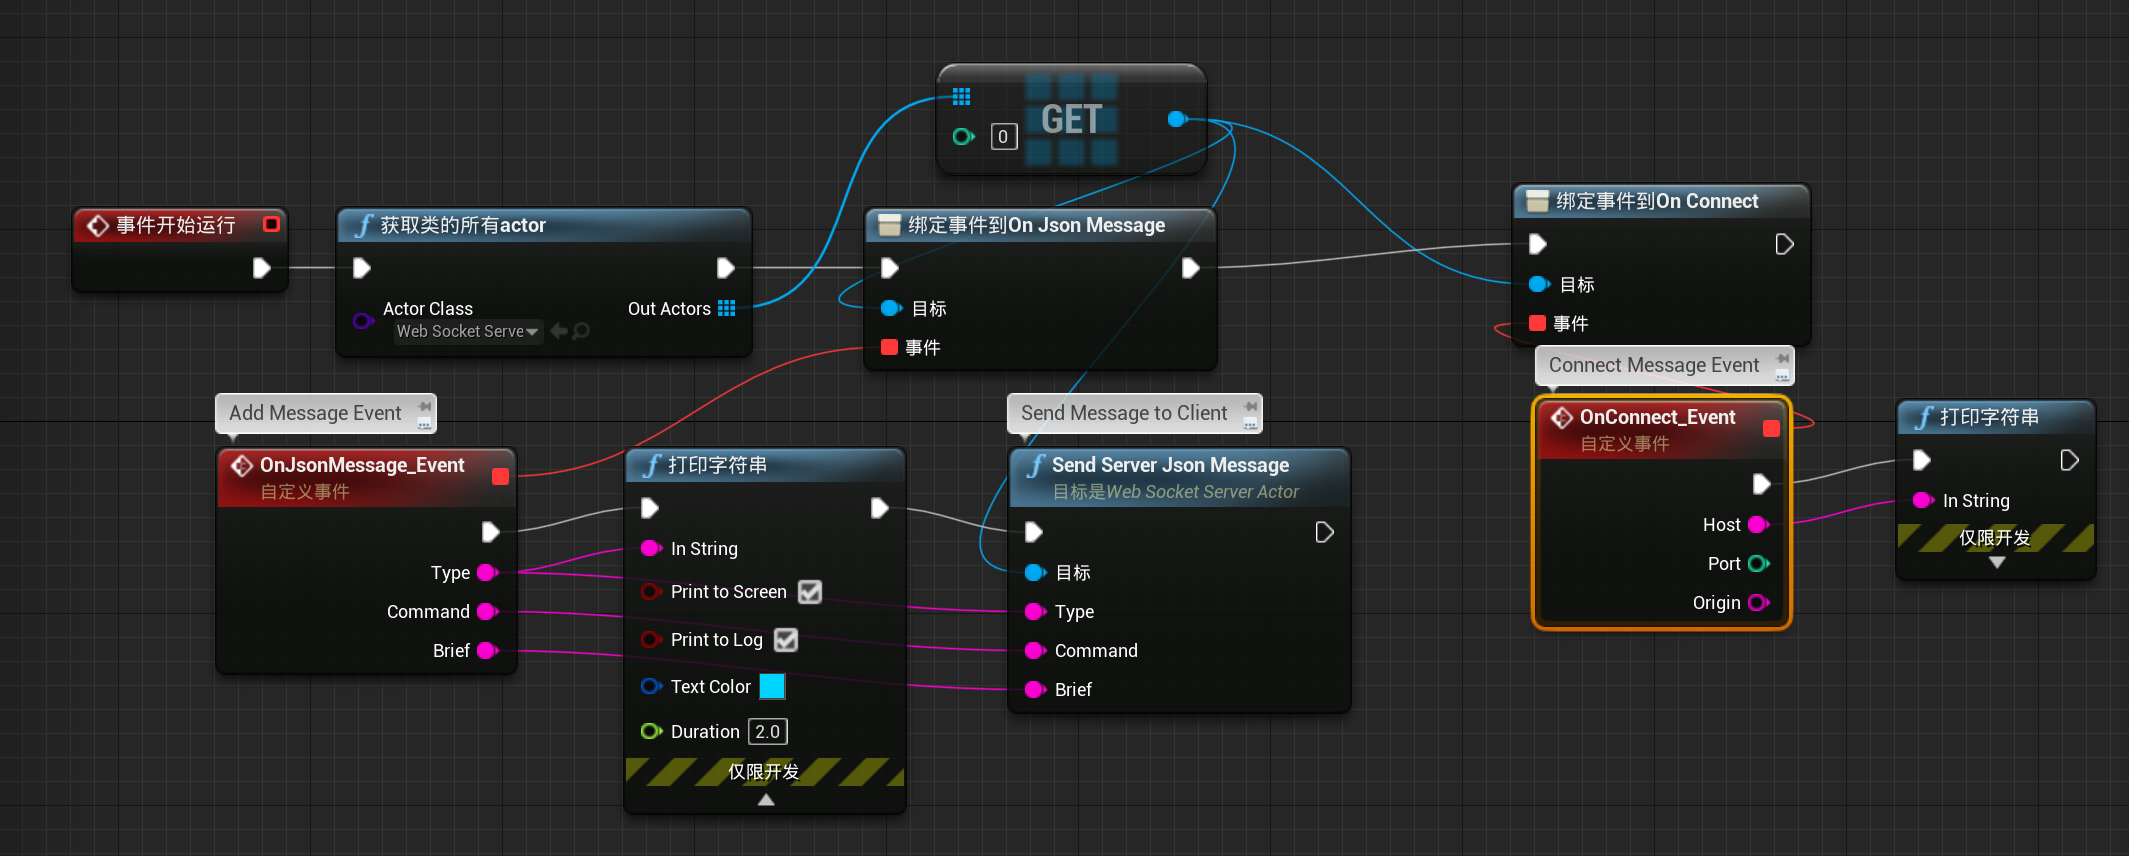 GET
0
事件开始运行
获取类的所有actor
Actor Class
Web Socket Serve
Out Actors
绑定事件到On Json Message
目标
事件
绑定事件到On Connect
目标
事件
Add Message Event
OnJsonMessage_Event
自定义事件
Type
Command
Brief
打印字符串
In String
Print to Screen
Print to Log
Text Color
Duration 2.0
仅限开发
Send Message to Client
Send Server Json Message
目标是Web Socket Server Actor
目标
Type
Command
Brief
Connect Message Event
OnConnect_Event
自定义事件
Host
Port
Origin
打印字符串
In String
仅限开发